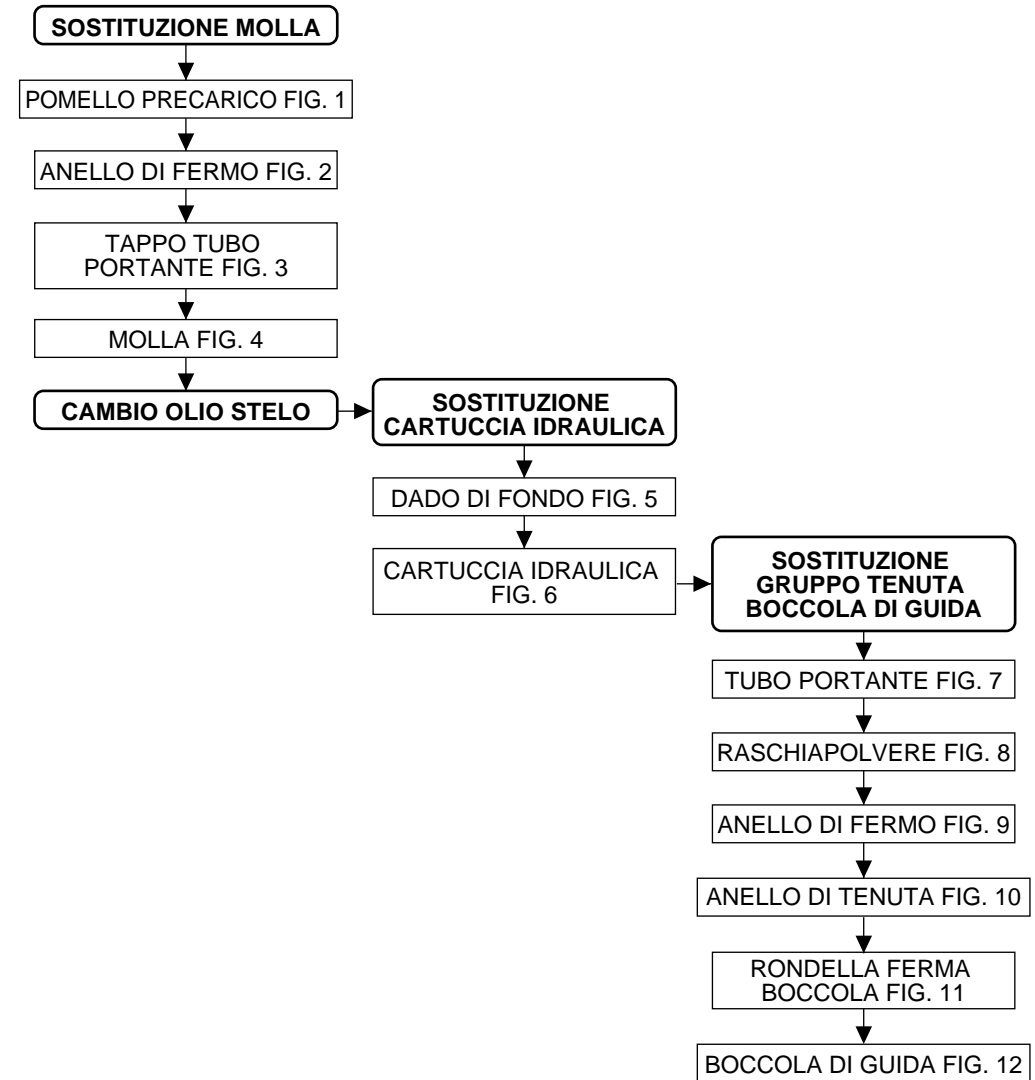 SOSTITUZIONE MOLLA
POMELLO PRECARICO FIG. 1
ANELLO DI FERMO FIG. 2
TAPPO TUBO
PORTANTE FIG. 3
MOLLA FIG. 4
CAMBIO OLIO STELO
SOSTITUZIONE
CARTUCCIA IDRAULICA
DADO DI FONDO FIG. 5
CARTUCCIA IDRAULICA
FIG. 6
SOSTITUZIONE
GRUPPO TENUTA
BOCCOLA DI GUIDA
TUBO PORTANTE FIG. 7
RASCHIAPOLVERE FIG. 8
ANELLO DI FERMO FIG. 9
ANELLO DI TENUTA FIG. 10
RONDELLA FERMA
BOCCOLA FIG. 11
BOCCOLA DI GUIDA FIG. 12